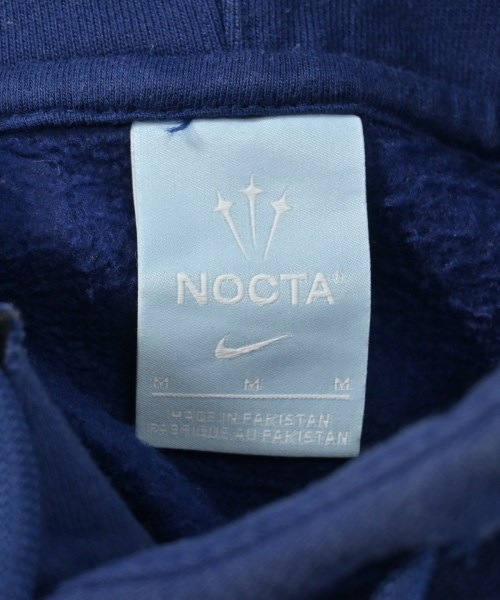 NOCTA
M M M
MADE IN PAKISTAN
FABRIQUE AU PAKISTAN